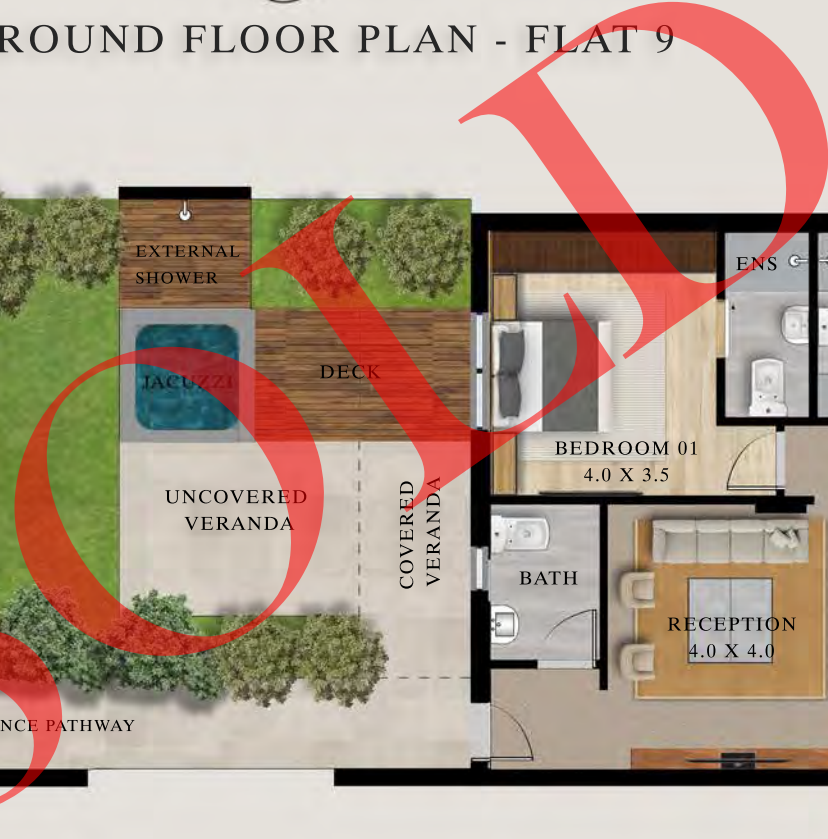 ROUND FLOOR PLAN - FLAT 9
EXTERNAL
SHOWER
ENS
JACUZZI
DECK
BEDROOM 01
4.0 X 3.5
UNCOVERED
VERANDA
COVERED
VERANDA
BATH
RECEPTION
4.0 X 4.0
NCE PATHWAY
SOLD